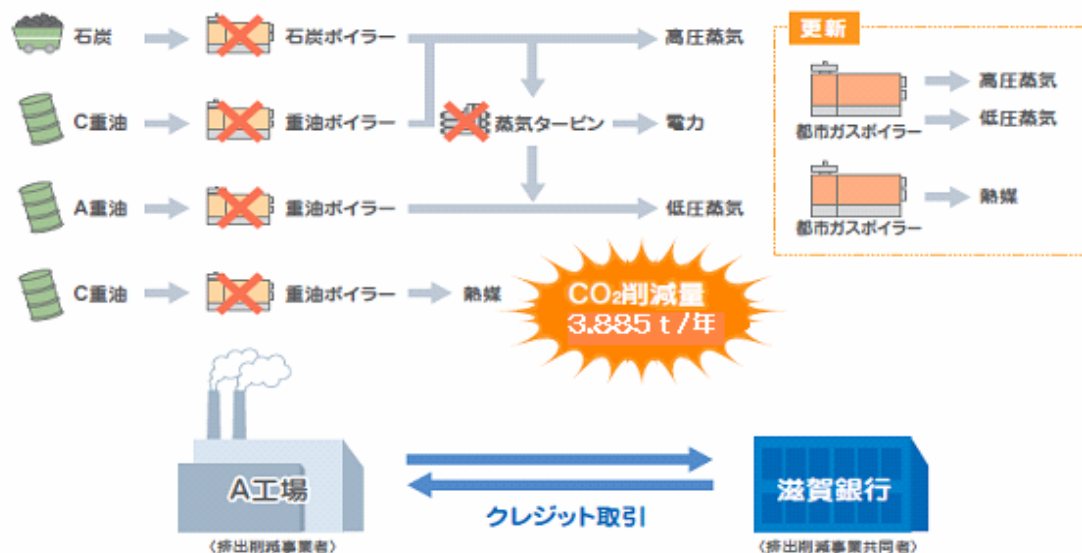 石炭
石炭ボイラー
高圧蒸気
C重油
重油ボイラー
蒸気タービン
電力
A重油
重油ボイラー
低圧蒸気
C重油
重油ボイラー
熱媒
更新
高圧蒸気
低圧蒸気
都市ガスボイラー
熱媒
都市ガスボイラー
CO₂削減量
3.885t/年
A工場
〈排出削減事業者〉
クレジット取引
滋賀銀行
〈排出削減事業共同者〉